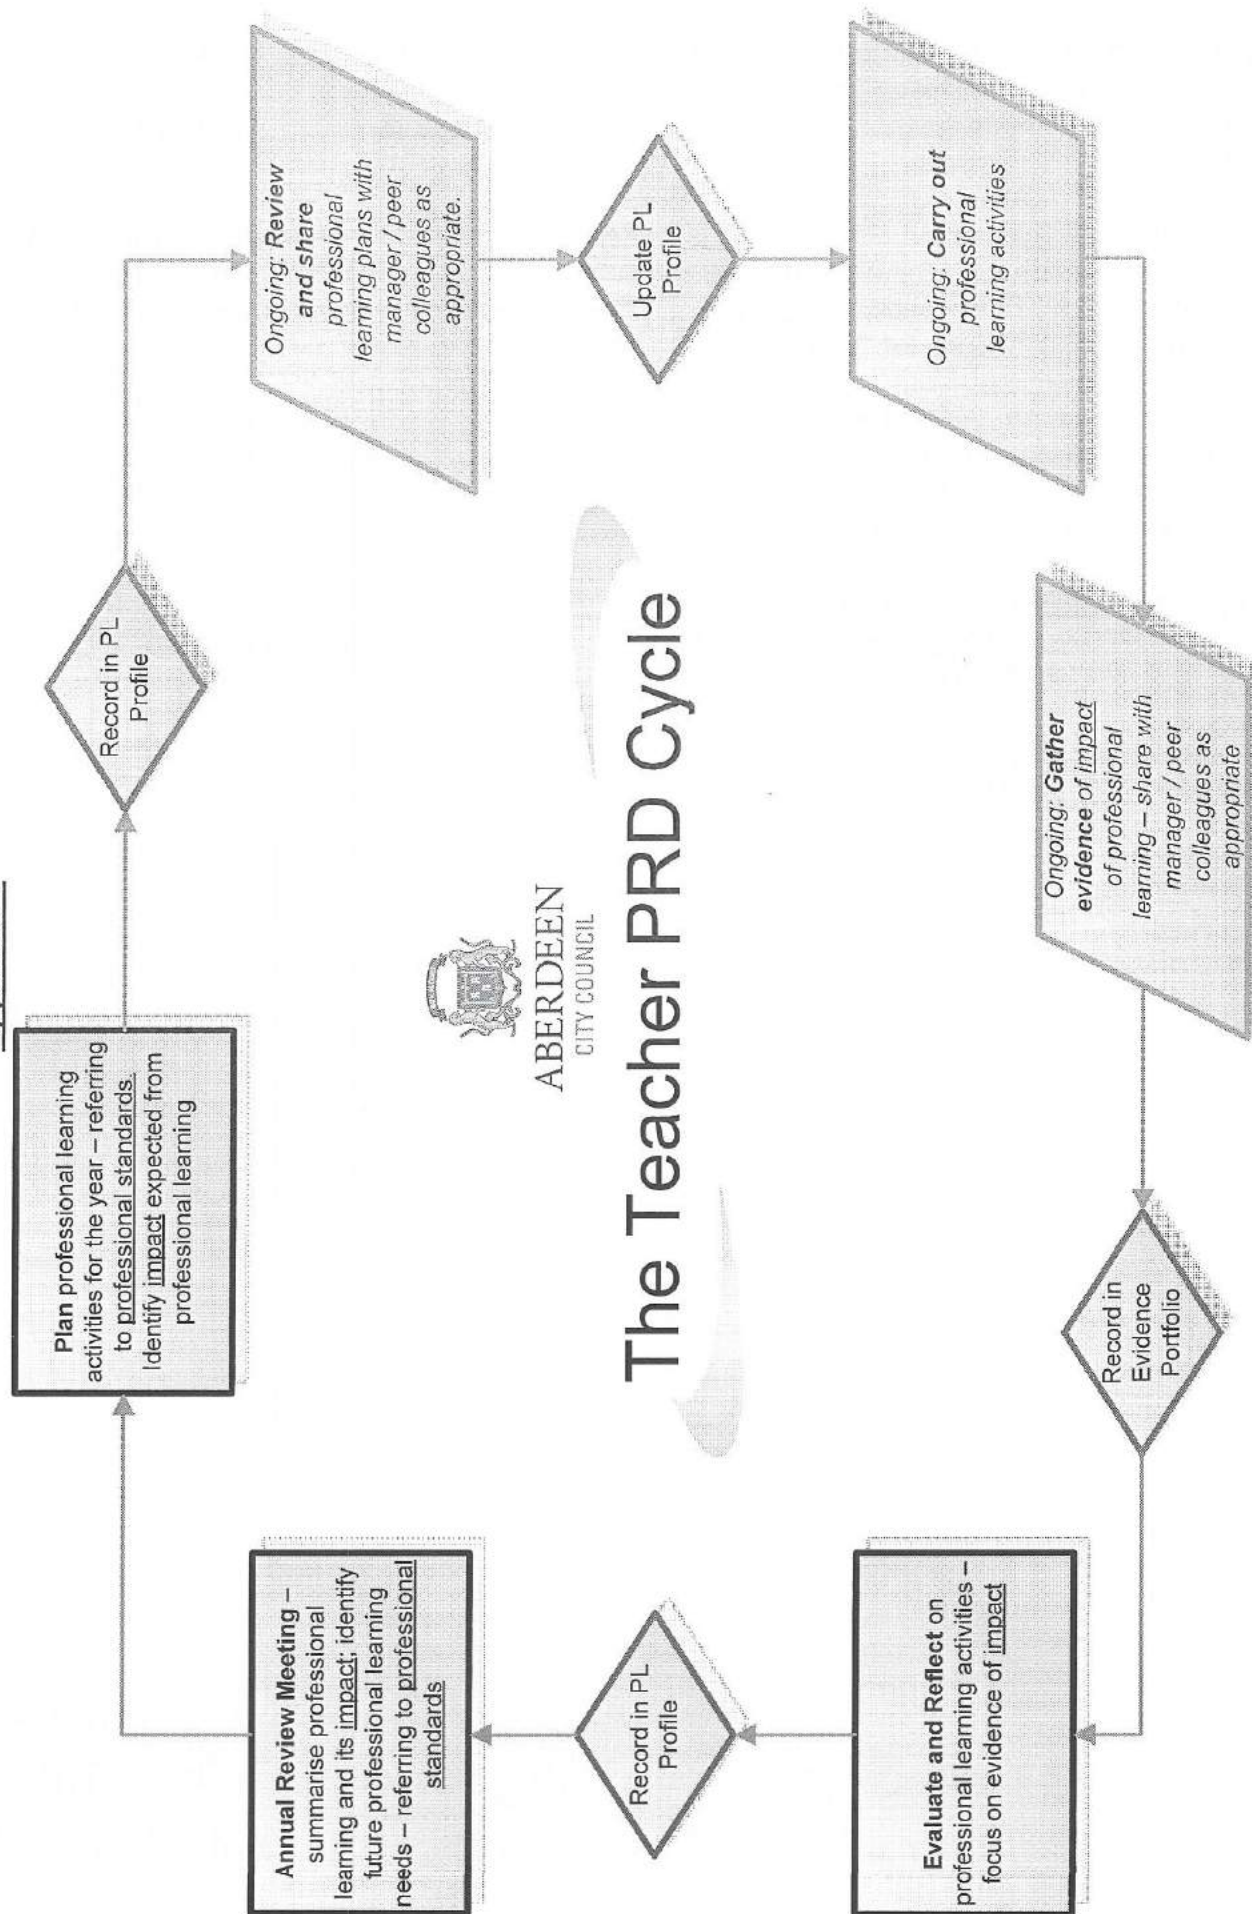 Plan professional learning
activities for the year – referring
to professional standards.
Identify impact expected from
professional learning
Record in PL
Profile
Ongoing: Review
and share
professional
learning plans with
manager / peer
colleagues as
appropriate.
Update PL
Profile
Ongoing: Carry out
professional
learning activities
Ongoing: Gather
evidence of impact
of professional
learning – share with
manager / peer
colleagues as
appropriate
Record in
Evidence
Portfolio
Evaluate and Reflect on
professional learning activities –
focus on evidence of impact
Record in PL
Profile
Annual Review Meeting –
summarise professional
learning and its impact; identify
future professional learning
needs – referring to professional
standards
ABERDEEN
CITY COUNCIL
The Teacher PRD Cycle